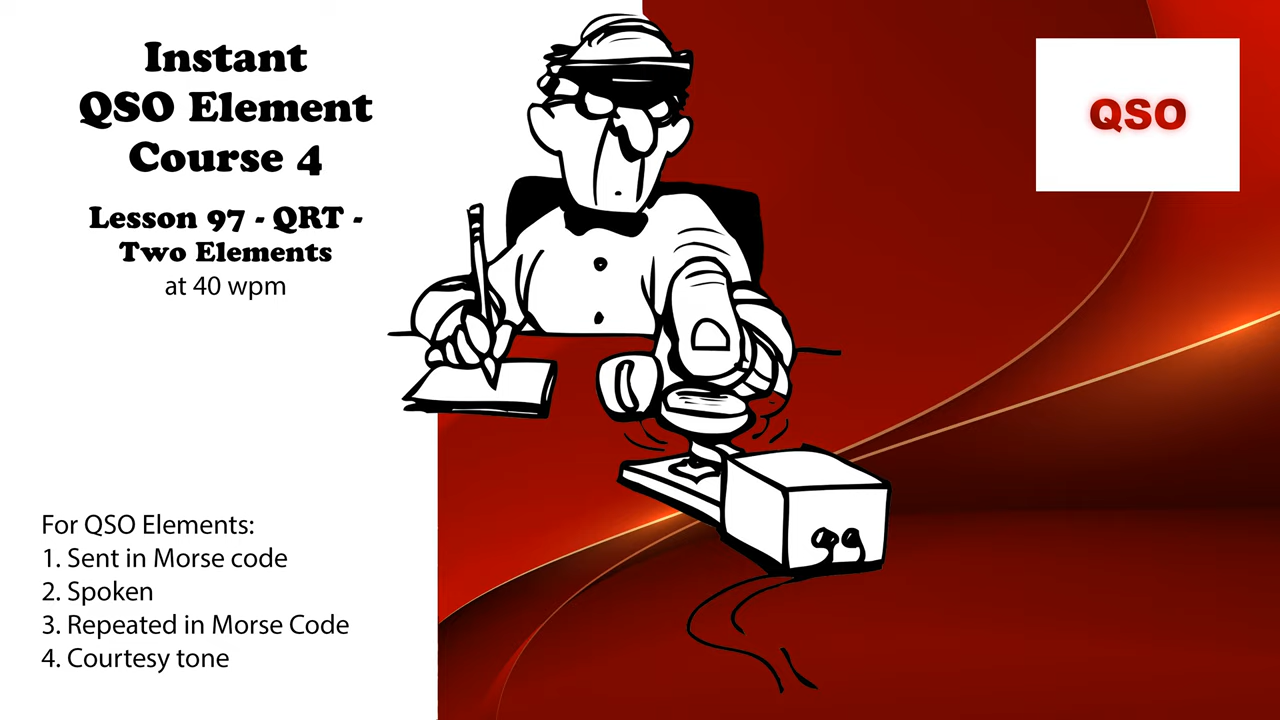 Instant
QSO Element
Course 4
Lesson 97 - QRT -
Two Elements
at 40 wpm
QSO
For QSO Elements:
1. Sent in Morse code
2. Spoken
3. Repeated in Morse Code
4. Courtesy tone